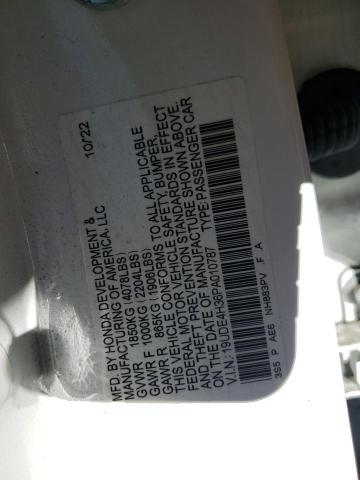 MFD. BY HONDA DEVELOPMENT & 10/22
MANUFACTURING OF AMERICA, LLC
GVWR 1850KG (4078LBS)
GAWR F 1000KG (2204LBS)
GAWR R 865KG (1906LBS)
THIS VEHICLE CONFORMS TO ALL APPLICABLE
FEDERAL MOTOR VEHICLE SAFETY, BUMPER,
AND THEFT PREVENTION STANDARDS IN EFFECT
ON THE DATE OF MANUFACTURE SHOWN ABOVE.
V.I.N.: 19UDE4H36PA010787 TYPE: PASSENGER CAR
3S5 P AE6 NH883PV F A